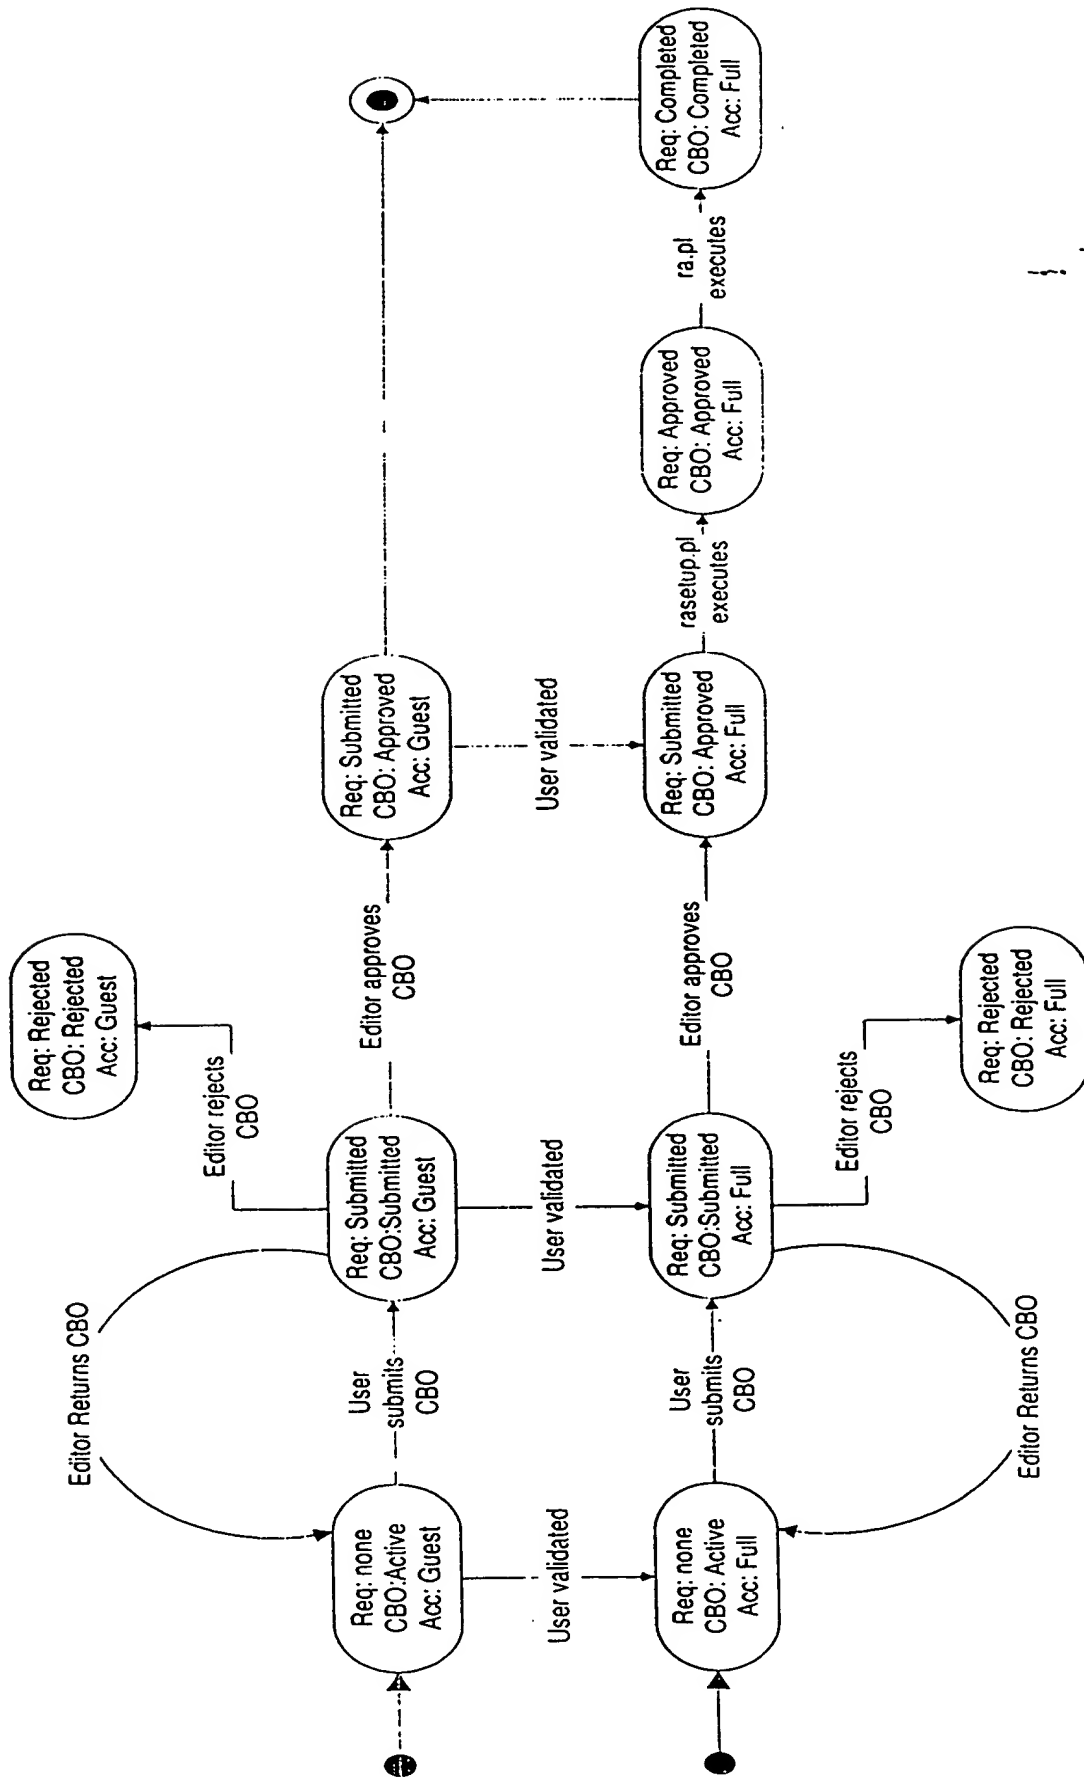 Req: Rejected
CBO: Rejected
Acc: Guest
Editor Returns CBO
Editor rejects
CBO
Req: none
CBO:Active
Acc: Guest
User
submits
CBO
Req: Submitted
CBO:Submitted
Acc: Guest
Editor approves
CBO
Req: Submitted
CBO: Approved
Acc: Guest
User validated
User validated
User validated
Req: none
CBO: Active
Acc: Full
User
submits
CBO
Req: Submitted
CBO:Submitted
Acc: Full
Editor approves
CBO
Req: Submitted
CBO: Approved
Acc: Full
rasetup.pl
executes
Req: Approved
CBO: Approved
Acc: Full
ra.pl
executes
Req: Completed
CBO: Completed
Acc: Full
Editor rejects
CBO
Editor Returns CBO
Req: Rejected
CBO: Rejected
Acc: Full